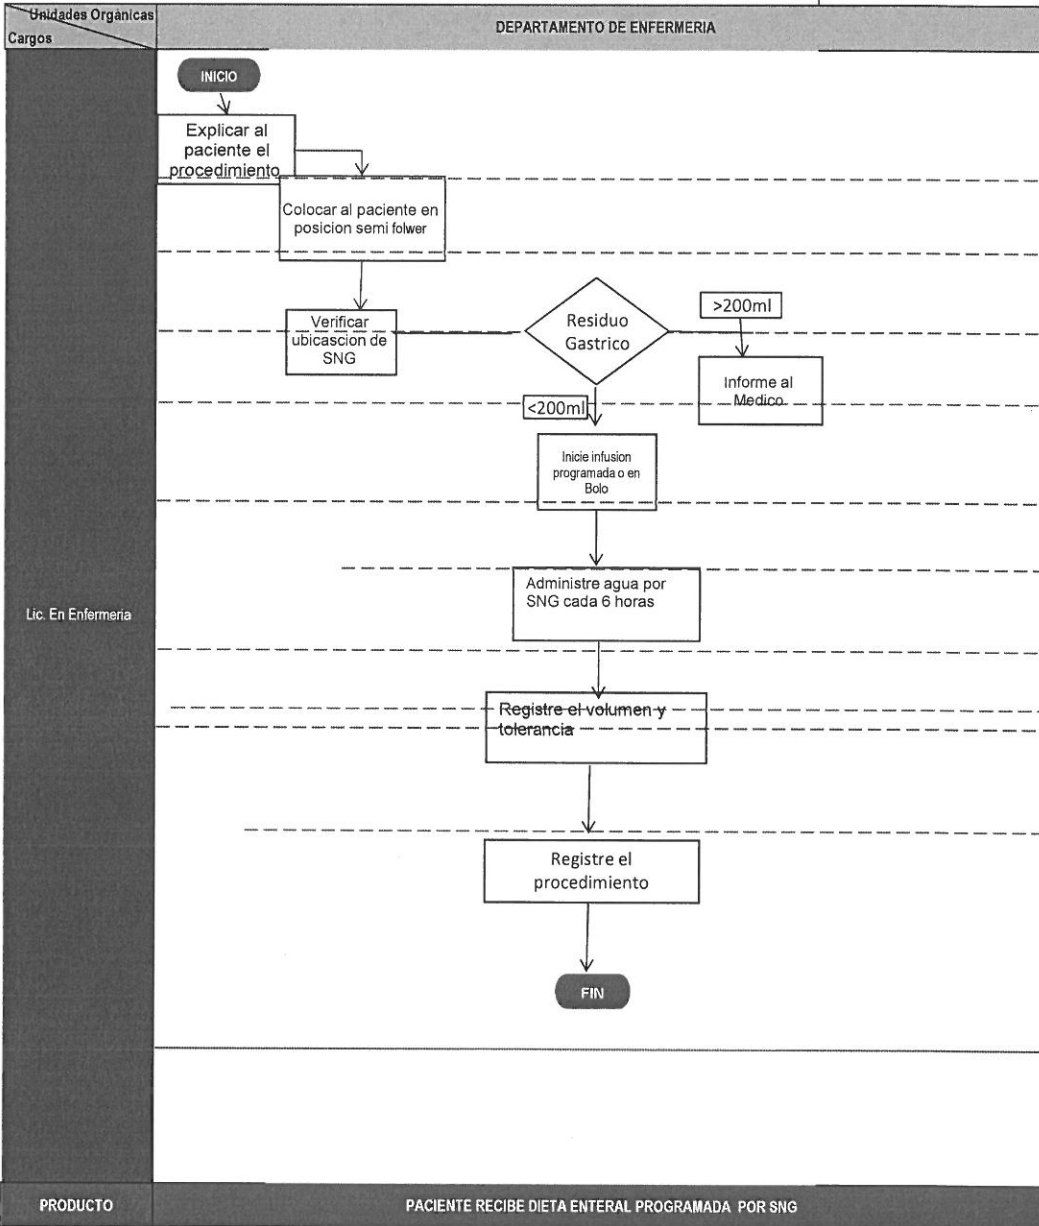 Unidades Orgánicas
Cargos
DEPARTAMENTO DE ENFERMERIA
INICIO
Explicar al
paciente el
procedimiento
Colocar al paciente en
posicion semi folwer
Verificar
ubicascion de
SNG
Residuo
Gastrico
>200ml
Informe al
Medico
<200ml
Inicie infusion
programada o en
Bolo
Administre agua por
SNG cada 6 horas
Lic. En Enfermeria
Registre el volumen y
tolerancia
Registre el
procedimiento
FIN
PRODUCTO
PACIENTE RECIBE DIETA ENTERAL PROGRAMADA POR SNG